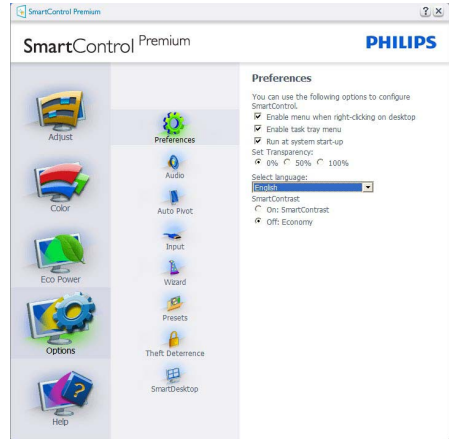 SmartControl Premium
SmartControl Premium
PHILIPS
Adjust
Color
Eco Power
Options
Help
Preferences
Audio
Auto Pivot
Input
Wizard
Presets
Theft Deterrence
SmartDesktop
Preferences
You can use the following options to configure
SmartControl.
Enable menu when right-clicking on desktop
Enable task tray menu
Run at system start-up
Set Transparency:
0% 50% 100%
Select language:
English
SmartContrast
On: SmartContrast
Off: Economy